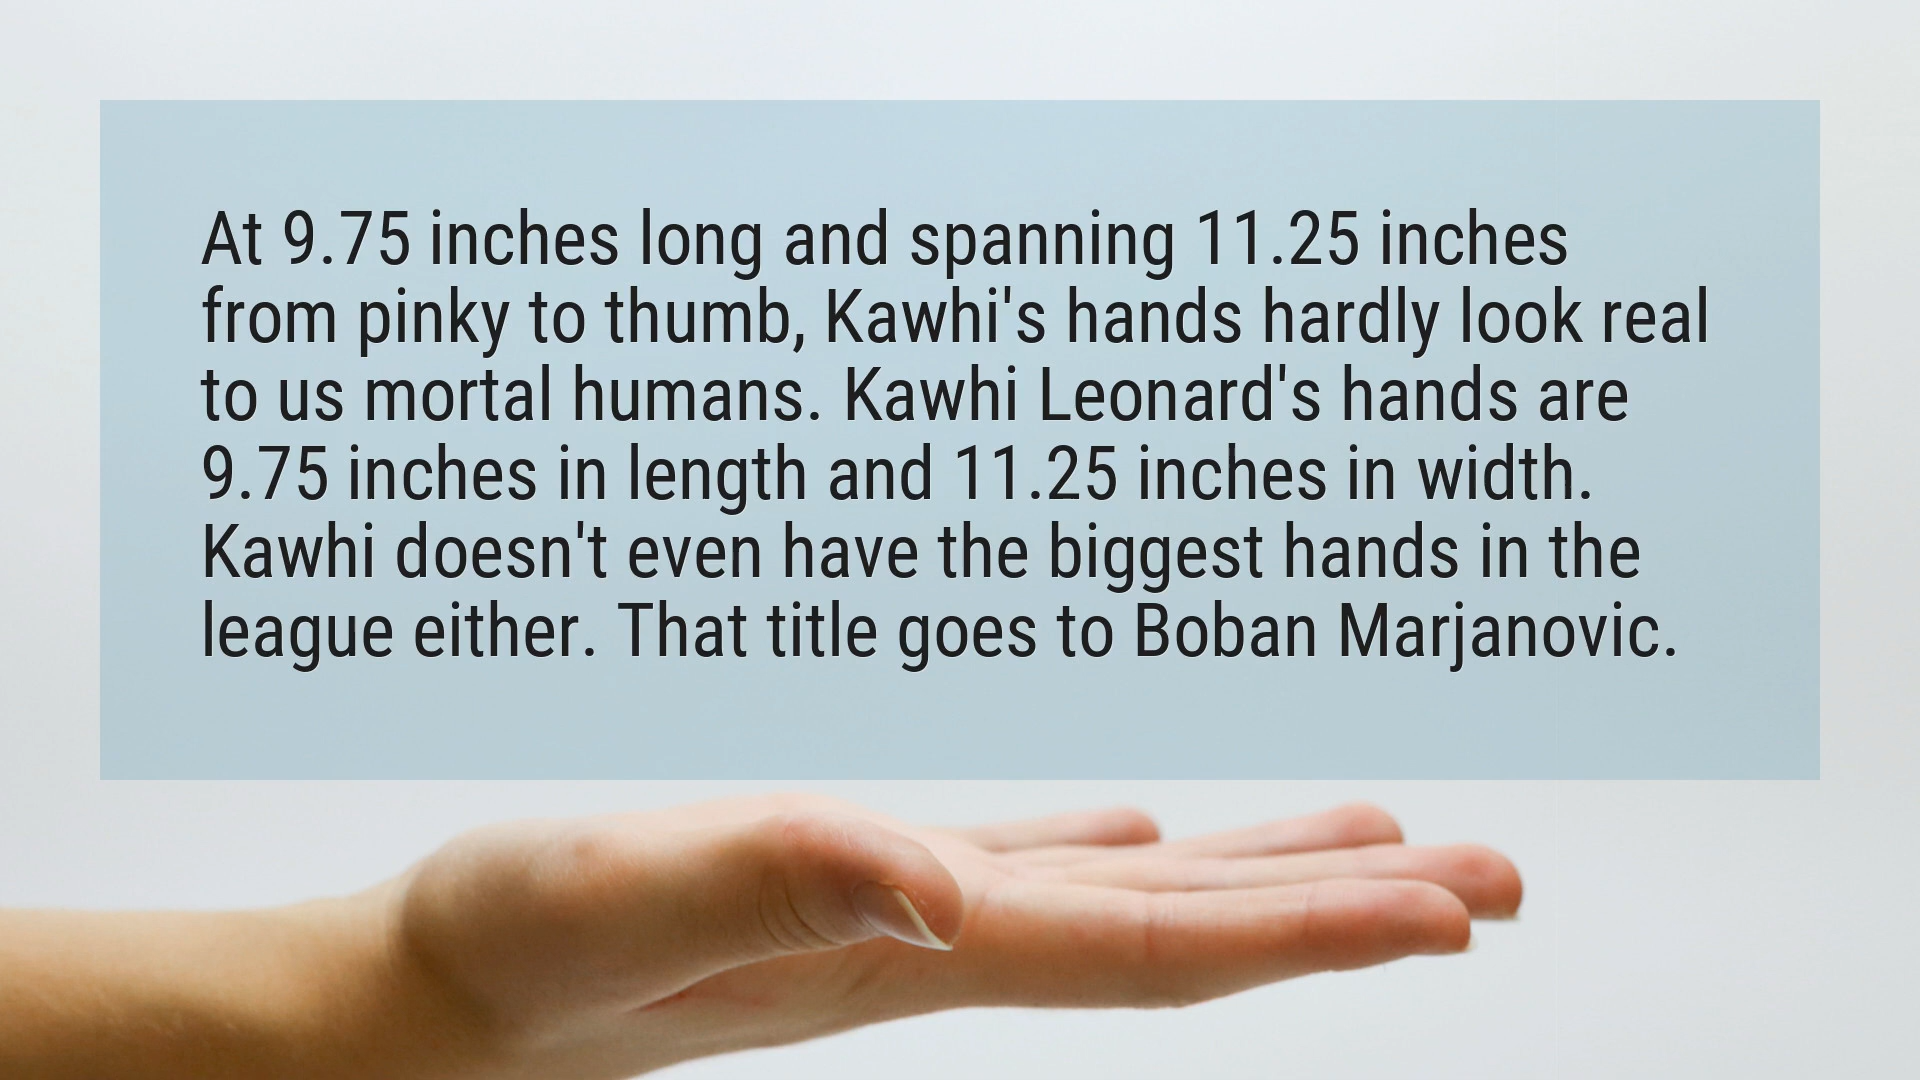 At 9.75 inches long and spanning 11.25 inches
from pinky to thumb, Kawhi's hands hardly look real
to us mortal humans. Kawhi Leonard's hands are
9.75 inches in length and 11.25 inches in width.
Kawhi doesn't even have the biggest hands in the
league either. That title goes to Boban Marjanovic.